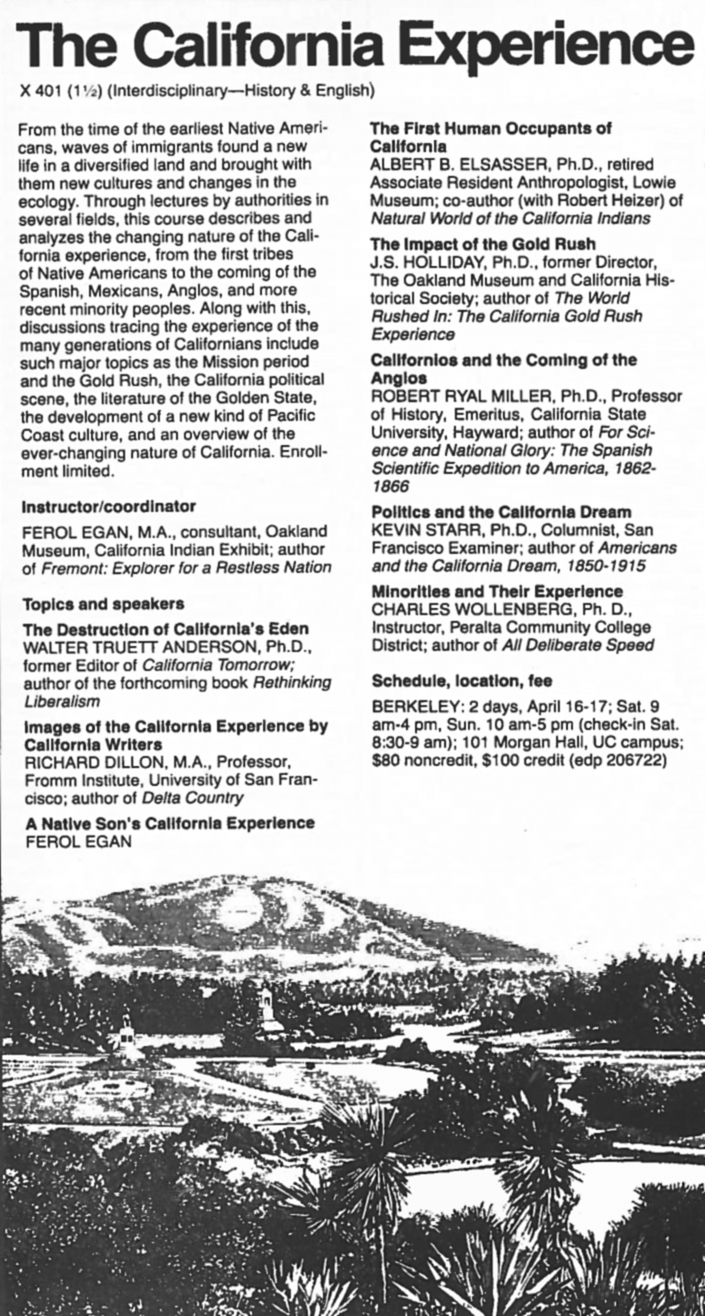 The California Experience
X 401 (1½) (Interdisciplinary—History & English)
From the time of the earliest Native Ameri-
cans, waves of immigrants found a new
life in a diversified land and brought with
them new cultures and changes in the
ecology. Through lectures by authorities in
several fields, this course describes and
analyzes the changing nature of the Cali-
fornia experience, from the first tribes
of Native Americans to the coming of the
Spanish, Mexicans, Anglos, and more
recent minority peoples. Along with this,
discussions tracing the experience of the
many generations of Californians include
such major topics as the Mission period
and the Gold Rush, the California political
scene, the literature of the Golden State,
the development of a new kind of Pacific
Coast culture, and an overview of the
ever-changing nature of California. Enroll-
ment limited.
Instructor/coordinator
FEROL EGAN, M.A., consultant, Oakland
Museum, California Indian Exhibit; author
of Fremont: Explorer for a Restless Nation
Topics and speakers
The Destruction of California's Eden
WALTER TRUETT ANDERSON, Ph.D.,
former Editor of California Tomorrow;
author of the forthcoming book Rethinking
Liberalism
Images of the California Experience by
California Writers
RICHARD DILLON, M.A., Professor,
Fromm Institute, University of San Fran-
cisco; author of Delta Country
A Native Son's California Experience
FEROL EGAN
The First Human Occupants of
California
ALBERT B. ELSASSER, Ph.D., retired
Associate Resident Anthropologist, Lowie
Museum; co-author (with Robert Heizer) of
Natural World of the California Indians
The Impact of the Gold Rush
J.S. HOLLIDAY, Ph.D., former Director,
The Oakland Museum and California His-
torical Society; author of The World
Rushed In: The California Gold Rush
Experience
Californios and the Coming of the
Anglos
ROBERT RYAL MILLER, Ph.D., Professor
of History, Emeritus, California State
University, Hayward; author of For Sci-
ence and National Glory: The Spanish
Scientific Expedition to America, 1862-
1866
Politics and the California Dream
KEVIN STARR, Ph.D., Columnist, San
Francisco Examiner; author of Americans
and the California Dream, 1850-1915
Minorities and Their Experience
CHARLES WOLLENBERG, Ph. D.,
Instructor, Peralta Community College
District; author of All Deliberate Speed
Schedule, location, fee
BERKELEY: 2 days, April 16-17; Sat. 9
am-4 pm, Sun. 10 am-5 pm (check-in Sat.
8:30-9 am); 101 Morgan Hall, UC campus;
$80 noncredit, $100 credit (edp 206722)